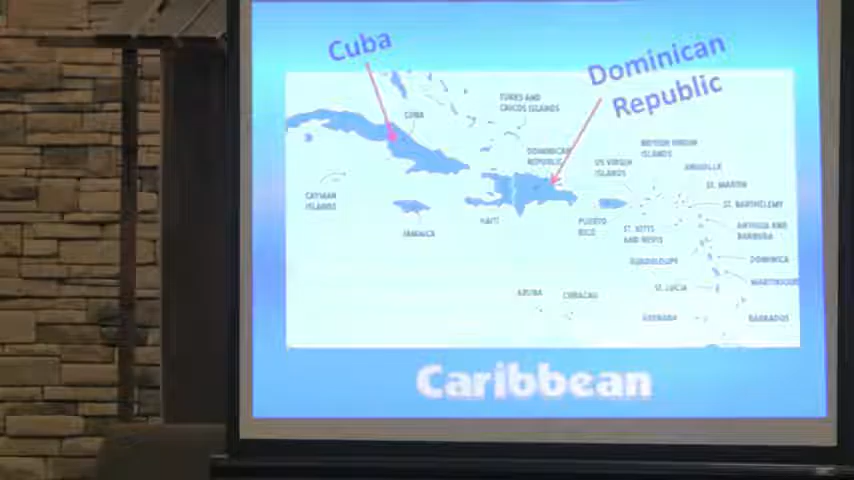 Cuba
Dominican
Republic
TURKS AND
CAICOS ISLANDS
CUBA
DOMINICAN
REPUBLIC
BRITISH VIRGIN
ISLANDS
US VIRGIN
ISLANDS
ANGUILLA
ST. MARTIN
CAYMAN
ISLANDS
ST. BARTHELEMY
HAITI
PUERTO
RICO
ST. KITTS
AND NEVIS
ANTIGUA AND
BARBUDA
JAMAICA
GUADELOUPE
DOMINICA
MARTINIQUE
ST. LUCIA
ARUBA
CURACAO
GRENADA
BARBADOS
Caribbean